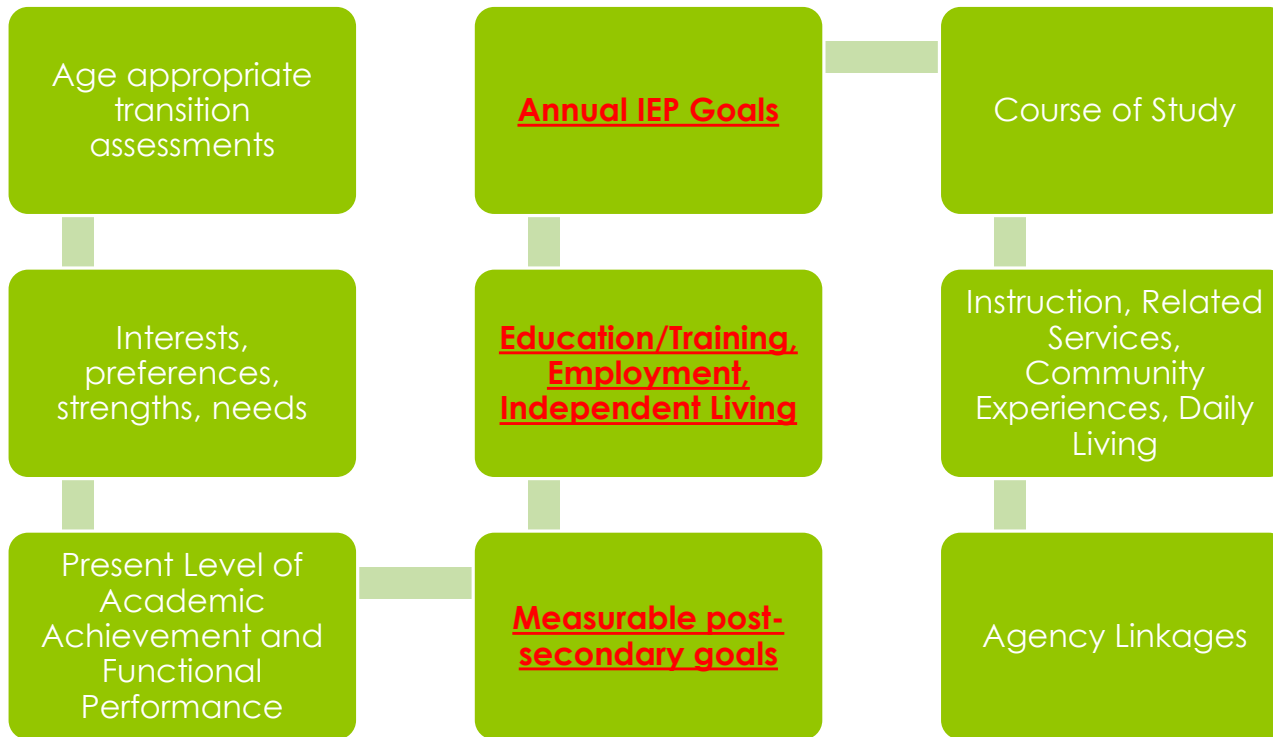 Age appropriate
transition
assessments
Interests,
preferences,
strengths, needs
Present Level of
Academic
Achievement and
Functional
Performance
Measurable post-
secondary goals
Education/Training,
Employment,
Independent Living
Annual IEP Goals
Course of Study
Instruction, Related
Services,
Community
Experiences, Daily
Living
Agency Linkages